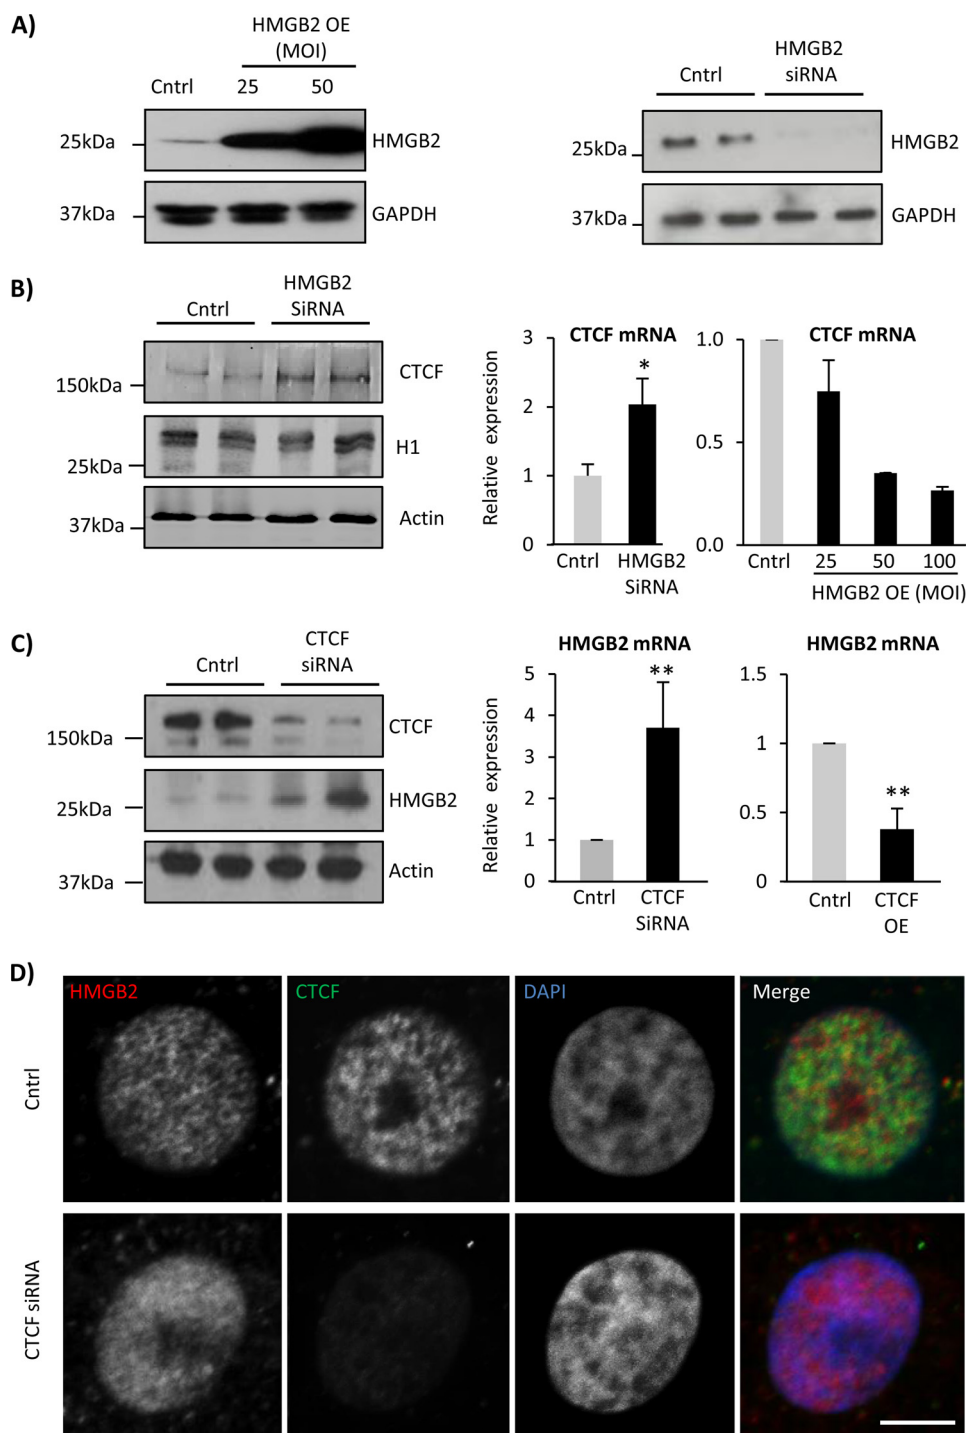 A)
HMGB2 OE
(MOI)
Cntrl 25 50
25kDa HMGB2
37kDa GAPDH
HMGB2
siRNA
Cntrl
25kDa HMGB2
37kDa GAPDH
B)
HMGB2
SiRNA
Cntrl
150kDa CTCF
25kDa H1
37kDa Actin
CTCF mRNA
Relative expression
3
*
2
1
0
Cntrl HMGB2
SiRNA
CTCF mRNA
1.0
0.5
0.0
Cntrl 25 50 100
HMGB2 OE (MOI)
C)
CTCF
siRNA
Cntrl
150kDa CTCF
25kDa HMGB2
37kDa Actin
HMGB2 mRNA
Relative expression
5
**
4
3
2
1
0
Cntrl CTCF
SiRNA
HMGB2 mRNA
1.5
1
**
0.5
0
Cntrl CTCF
OE
D)
HMGB2 CTCF DAPI Merge
Cntrl
CTCF siRNA